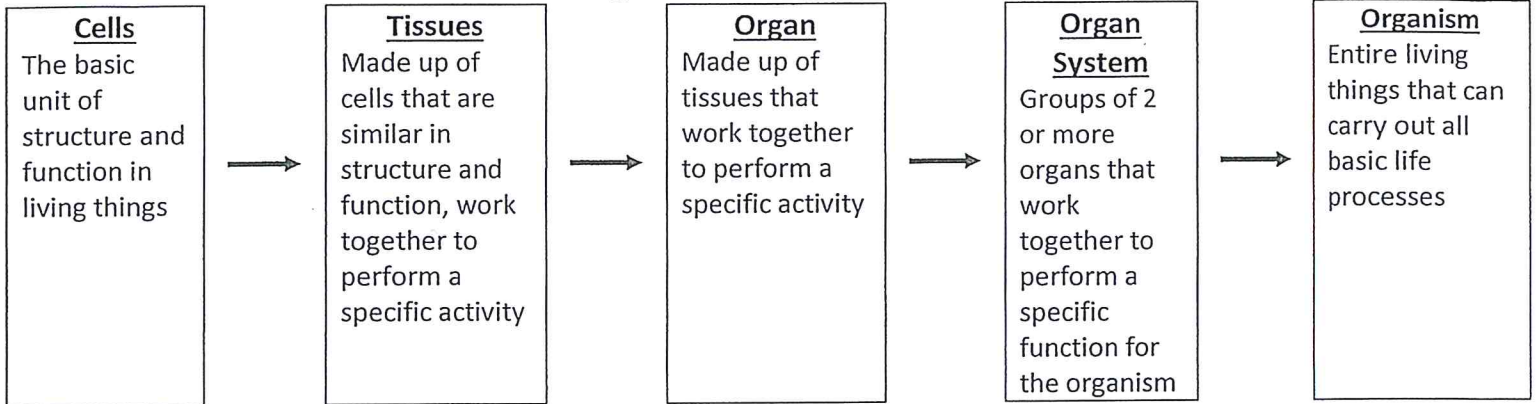 Cells
The basic
unit of
structure and
function in
living things
Tissues
Made up of
cells that are
similar in
structure and
function, work
together to
perform a
specific activity
Organ
Made up of
tissues that
work together
to perform a
specific activity
Organ
System
Groups of 2
or more
organs that
work
together to
perform a
specific
function for
the organism
Organism
Entire living
things that can
carry out all
basic life
processes